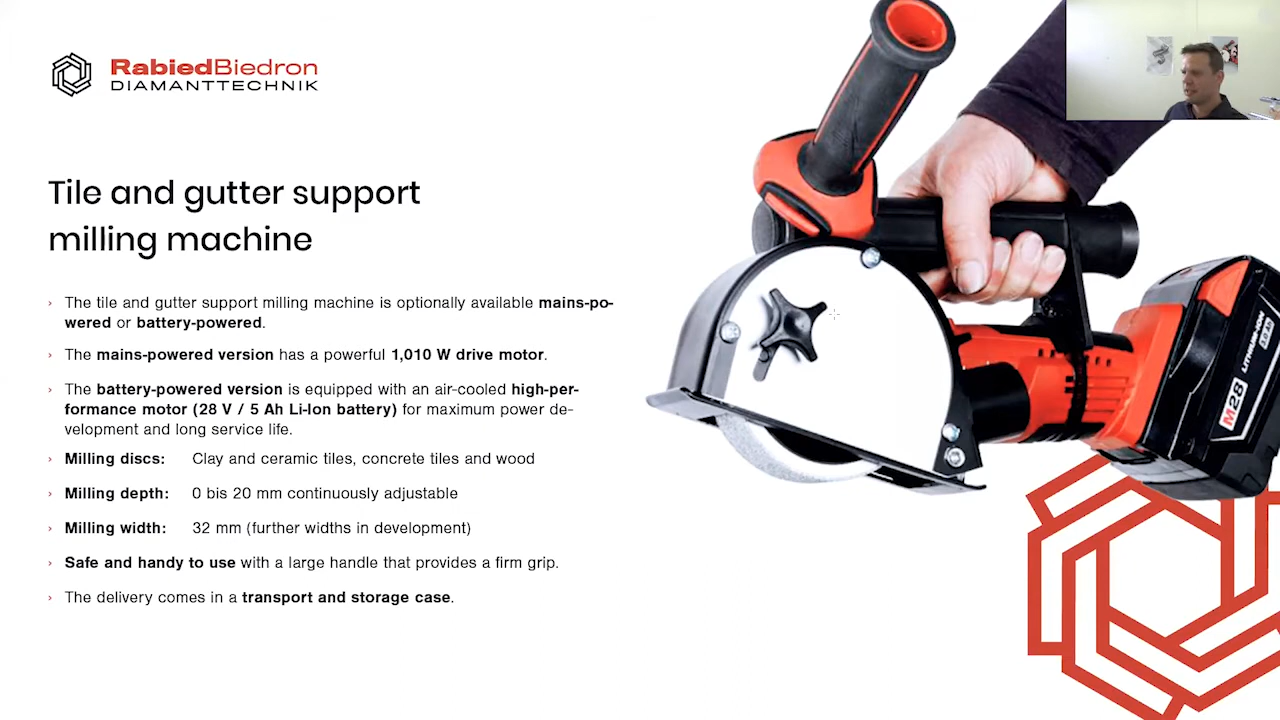 RabiedBiedron
DIAMANTTECHNIK
Tile and gutter support
milling machine
› The tile and gutter support milling machine is optionally available mains-po-
wered or battery-powered.
› The mains-powered version has a powerful 1,010 W drive motor.
› The battery-powered version is equipped with an air-cooled high-per-
formance motor (28 V / 5 Ah Li-Ion battery) for maximum power de-
velopment and long service life.
› Milling discs: Clay and ceramic tiles, concrete tiles and wood
› Milling depth: 0 bis 20 mm continuously adjustable
› Milling width: 32 mm (further widths in development)
› Safe and handy to use with a large handle that provides a firm grip.
› The delivery comes in a transport and storage case.
M28
LITHIUM-ION